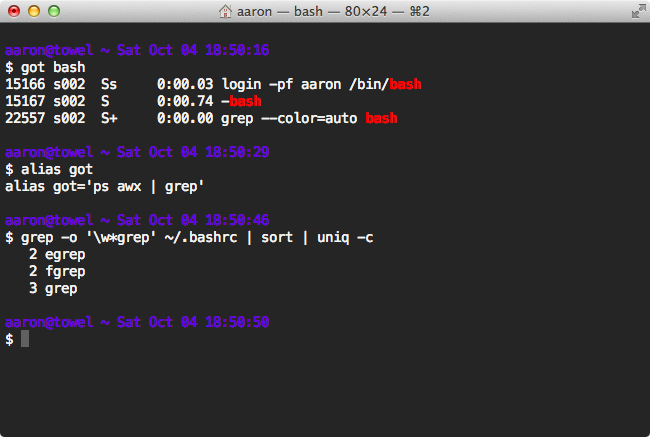 aaron — bash — 80×24 — ⌘2
aaron@towel ~ Sat Oct 04 18:50:16
$ got bash
15166 s002  Ss     0:00.03 login -pf aaron /bin/bash
15167 s002  S      0:00.74 -bash
22557 s002  S+     0:00.00 grep --color=auto bash
aaron@towel ~ Sat Oct 04 18:50:29
$ alias got
alias got='ps awx | grep'
aaron@towel ~ Sat Oct 04 18:50:46
$ grep -o '\w*grep' ~/.bashrc | sort | uniq -c
   2 egrep
   2 fgrep
   3 grep
aaron@towel ~ Sat Oct 04 18:50:50
$